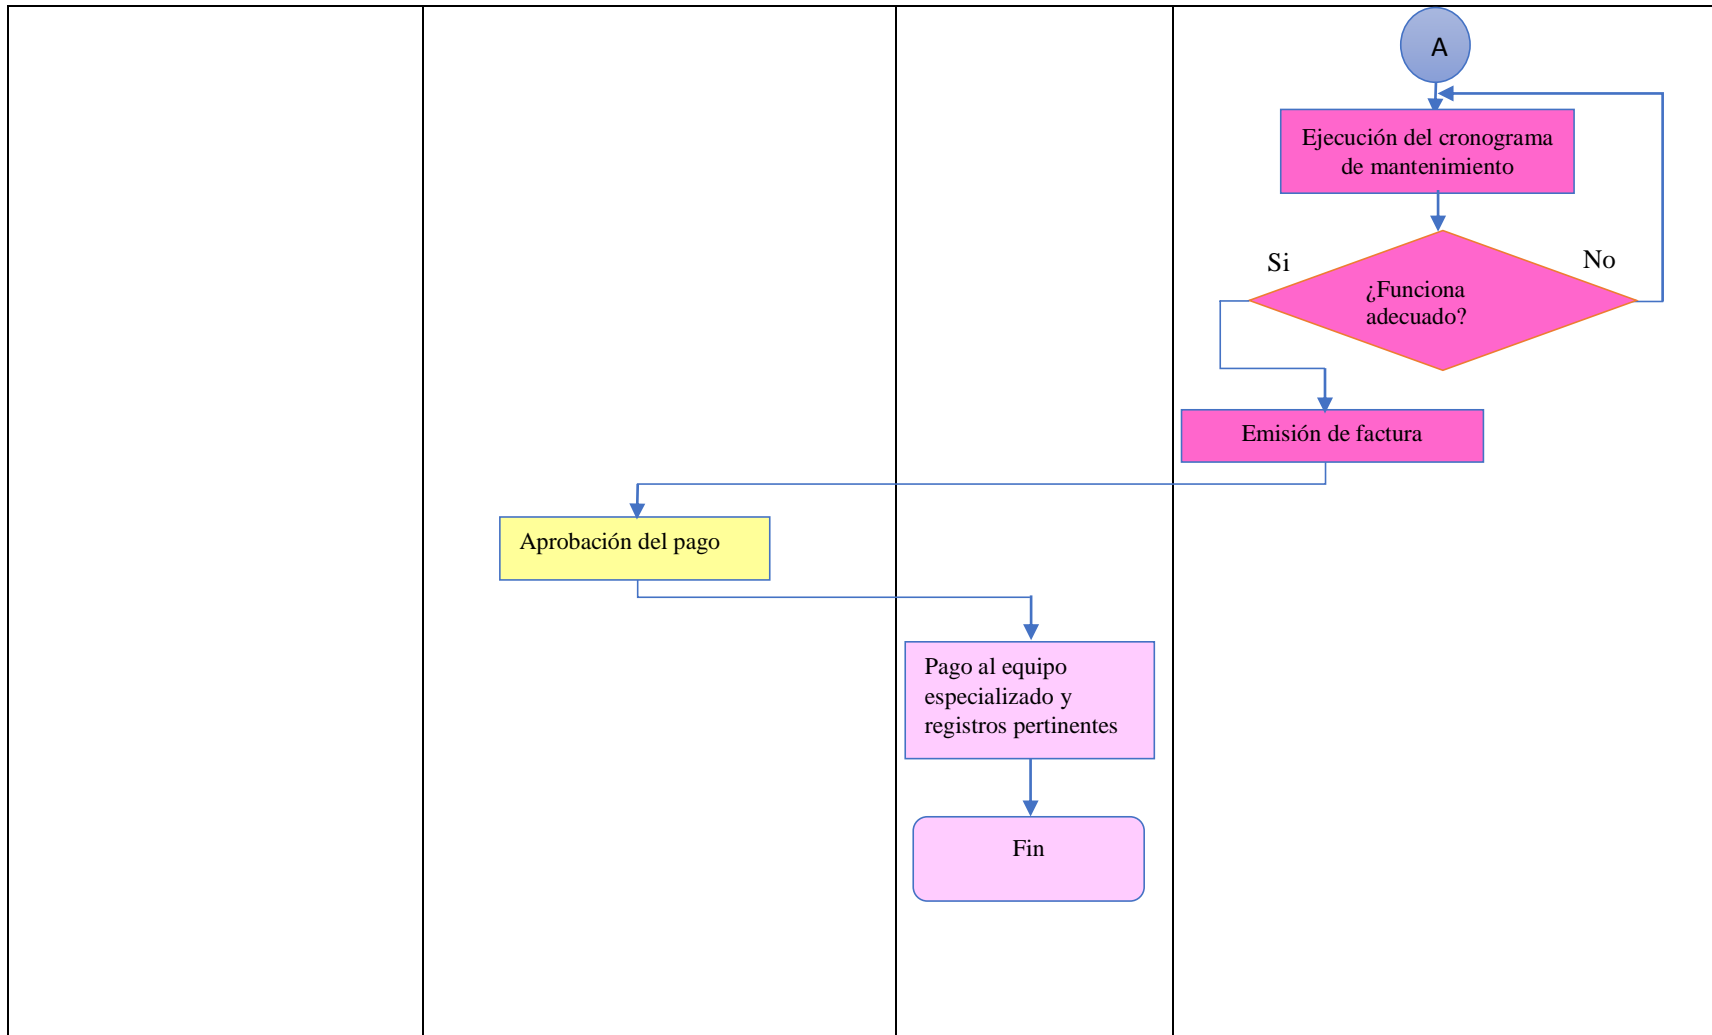 A
Ejecución del cronograma
de mantenimiento
Si
No
¿Funciona
adecuado?
Emisión de factura
Aprobación del pago
Pago al equipo
especializado y
registros pertinentes
Fin